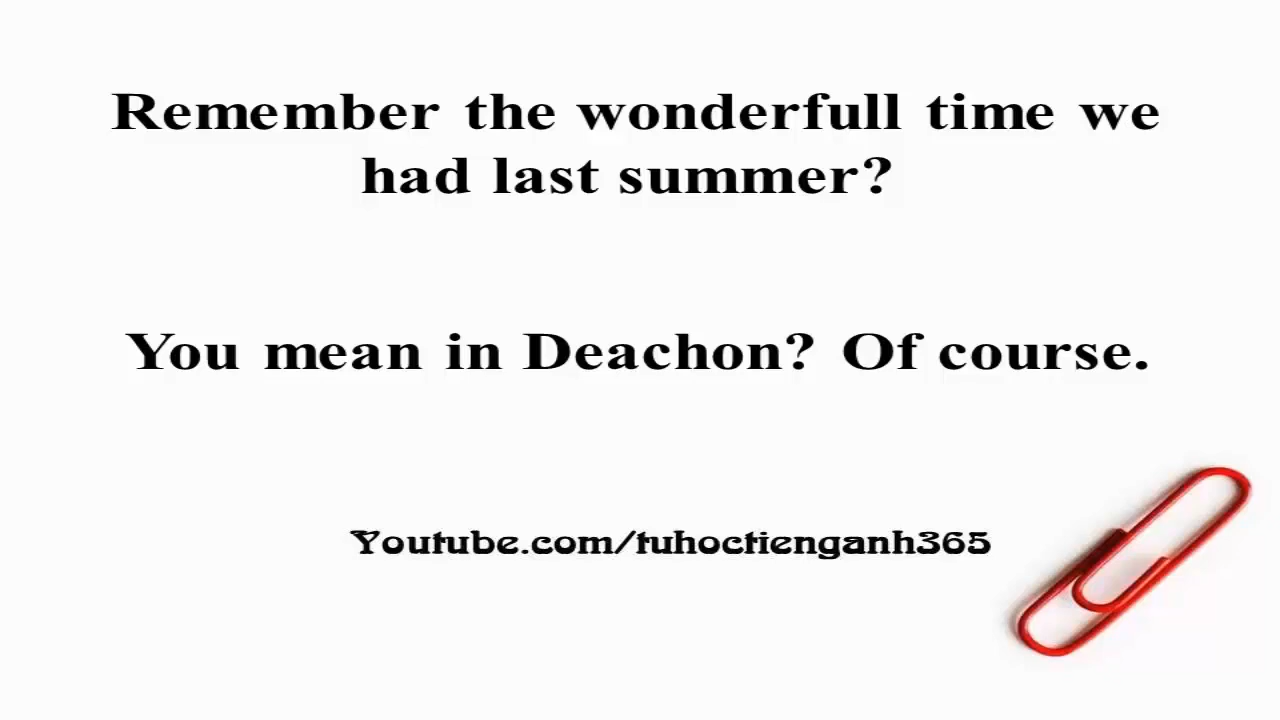 Remember the wonderfull time we
had last summer?
You mean in Deachon? Of course.
Youtube.com/tuhoctienganh365